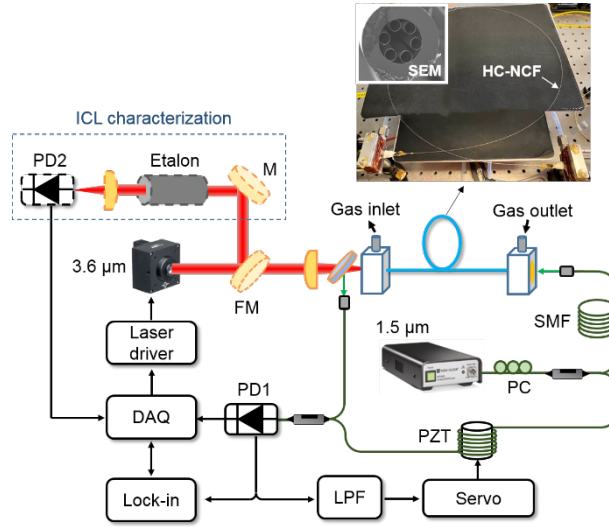 SEM
HC-NCF
ICL characterization
PD2
Etalon
M
Gas inlet
Gas outlet
3.6 μm
FM
SMF
1.5 μm
Laser
driver
PC
PD1
DAQ
PZT
Lock-in
LPF
Servo